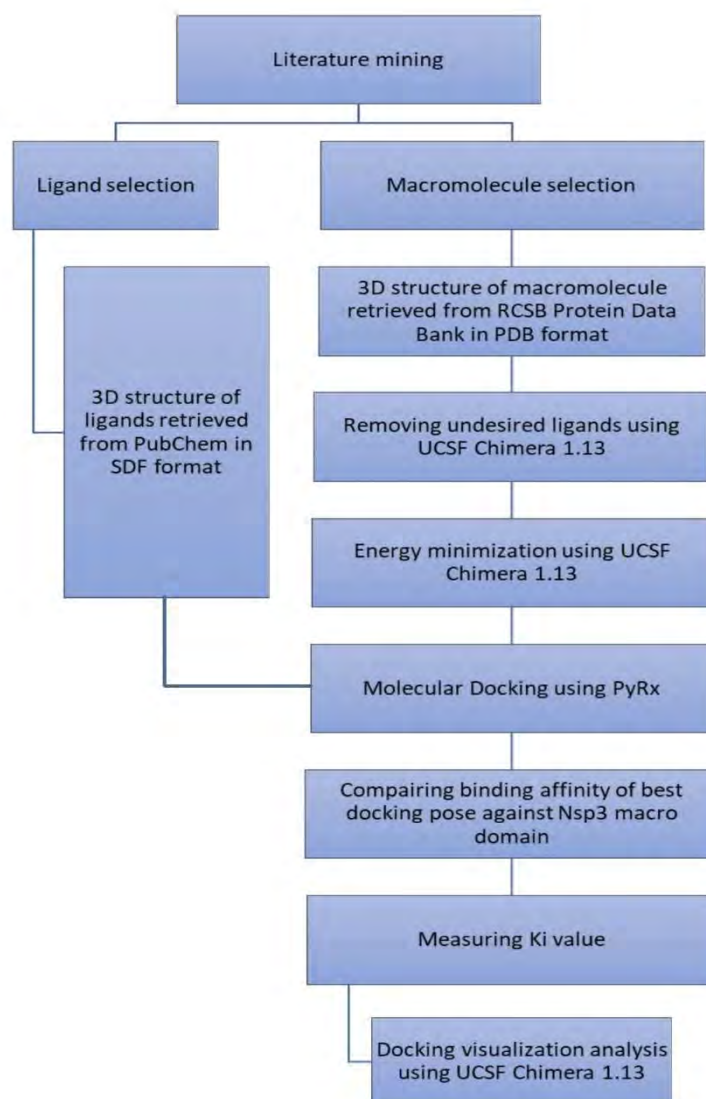 Literature mining
Ligand selection
Macromolecule selection
3D structure of
ligands retrieved
from PubChem in
SDF format
3D structure of macromolecule
retrieved from RCSB Protein Data
Bank in PDB format
Removing undesired ligands using
UCSF Chimera 1.13
Energy minimization using UCSF
Chimera 1.13
Molecular Docking using PyRx
Compairing binding affinity of best
docking pose against Nsp3 macro
domain
Measuring Ki value
Docking visualization analysis
using UCSF Chimera 1.13